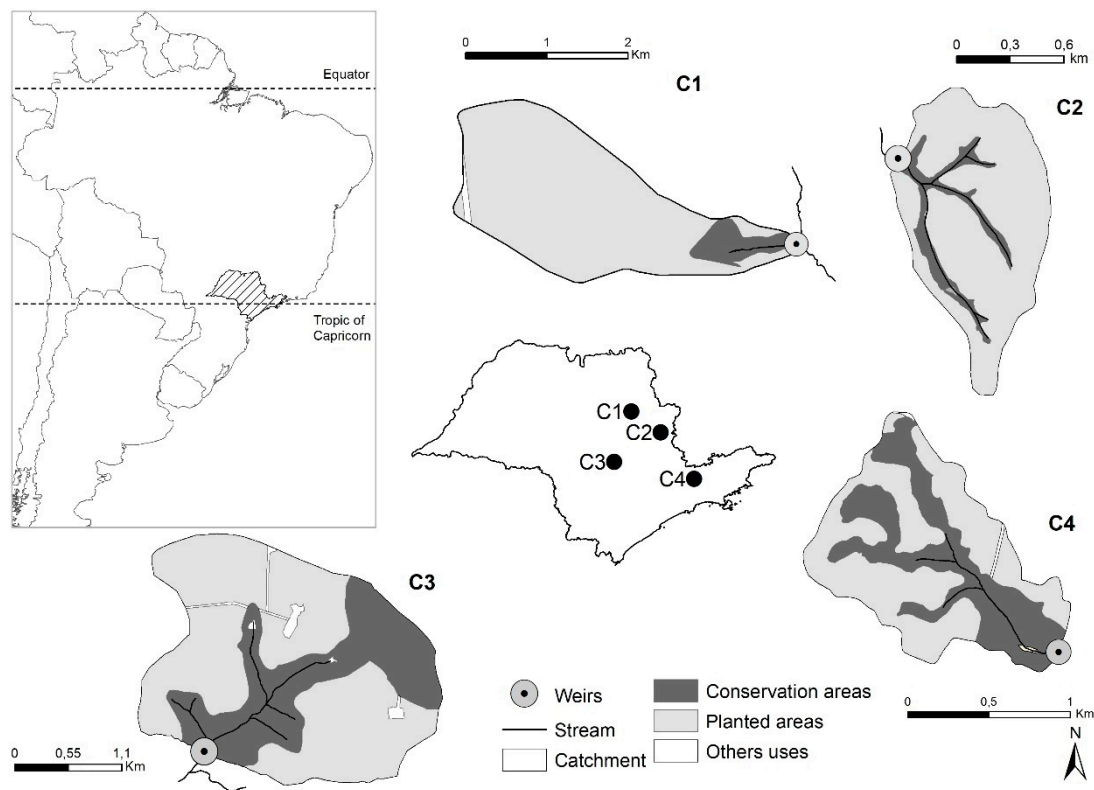 Equator
Tropic of
Capricorn
0 1 2
Km
C1
0 0,3 0,6
km
C2
C1
C2
C3
C4
C3
0 0,55 1,1
Km
C4
0 0,5 1
Km
N
Weirs
Stream
Catchment
Conservation areas
Planted areas
Others uses